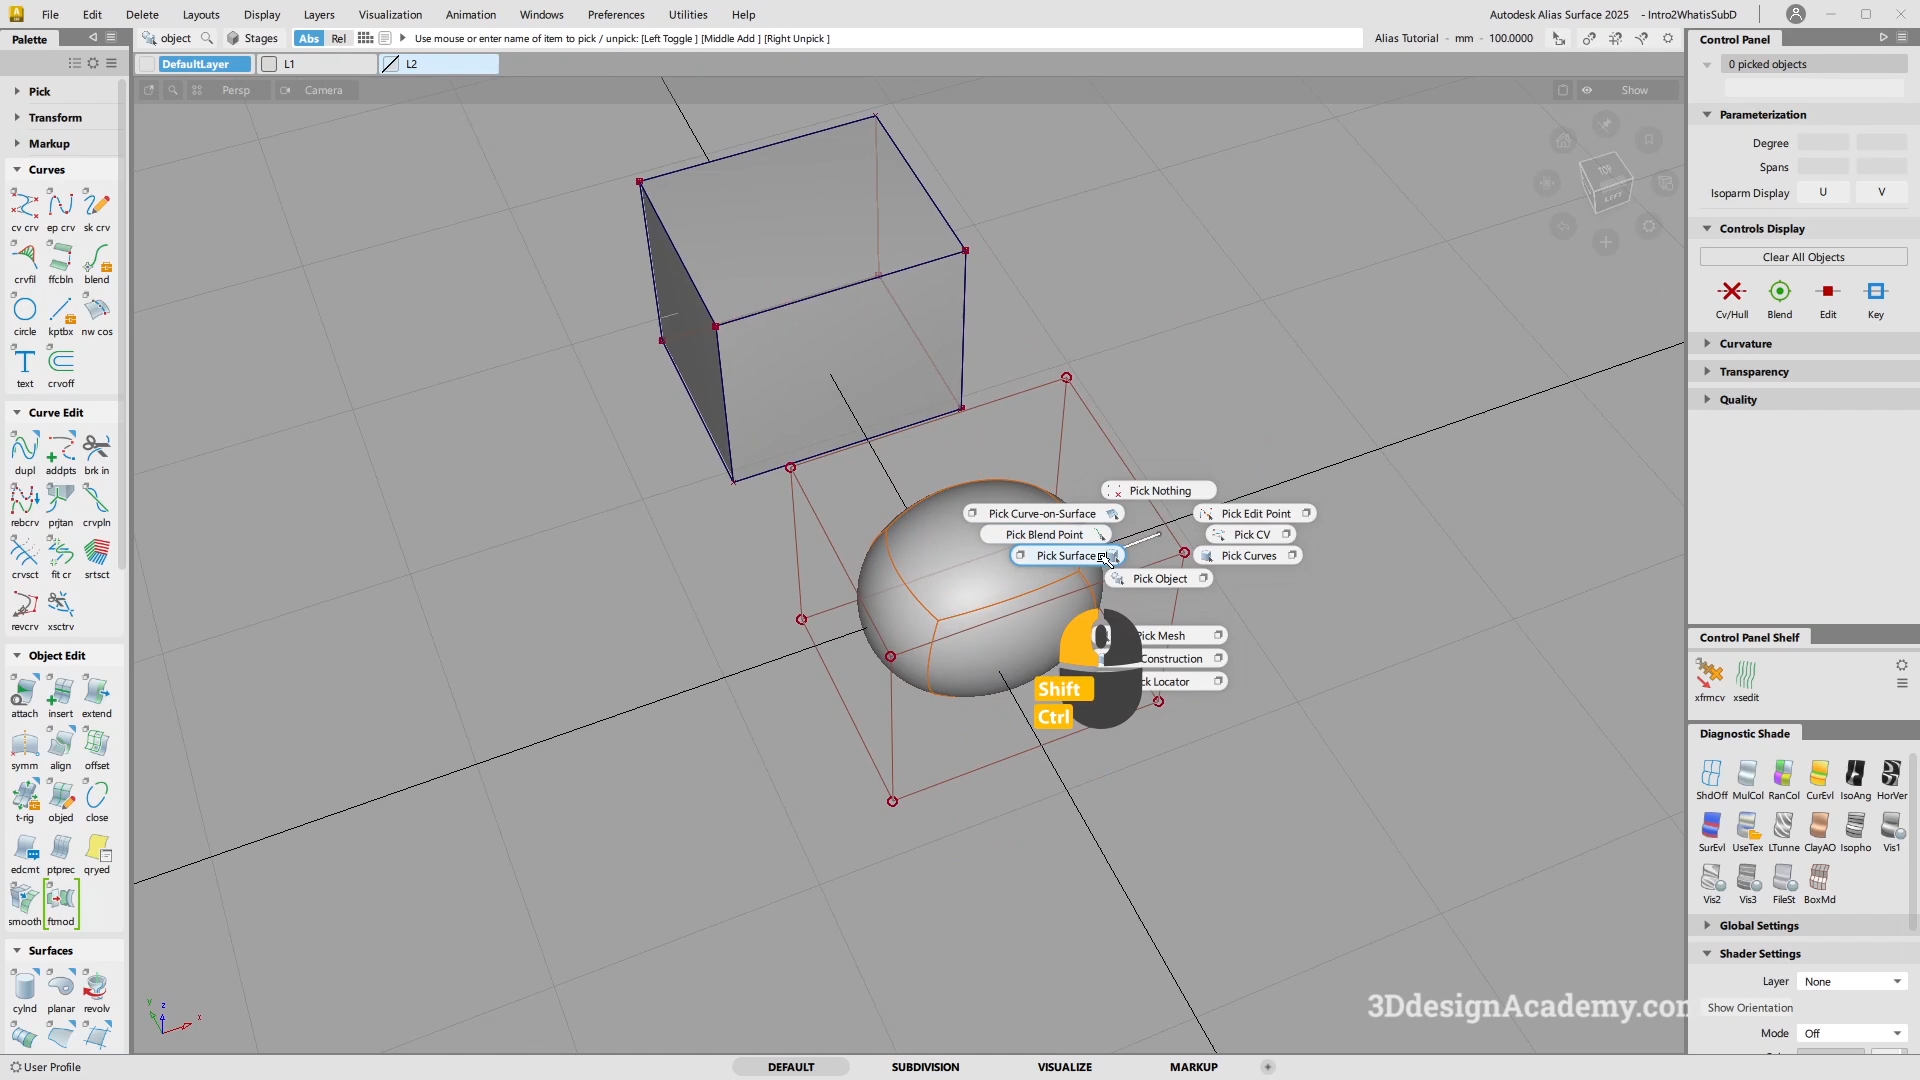 File Edit Delete Layouts Display Layers Visualization Animation Windows Preferences Utilities Help
Autodesk Alias Surface 2025 - Intro2WhatisSubD
Palette
object
Stages
Abs Rel
Use mouse or enter name of item to pick / unpick: [Left Toggle ] [Middle Add ] [Right Unpick ]
Alias Tutorial - mm - 100.0000
Control Panel
DefaultLayer L1 L2
0 picked objects
Persp Camera Show
Pick
Transform
Markup
Curves
cv crv ep crv sk crv
crvfil ffcbln blend
circle kptbx nw cos
text crvoff
Curve Edit
dupl addpts brk in
rebcrv prjtan crvpln
crvsct fit cr srtsct
revcrv xsctrv
Object Edit
attach insert extend
symm align offset
t-rig objed close
edcmt ptprec qryed
smooth ftmod
Surfaces
cylnd planar revolv
Parameterization
Degree
Spans
Isoparm Display U V
Controls Display
Clear All Objects
Cv/Hull Blend Edit Key
Curvature
Transparency
Quality
Control Panel Shelf
xfrmcv xsedit
Diagnostic Shade
ShdOff MulCol RanCol CurEvl IsoAng HorVer
SurEvl UseTex LTunne ClayAO Isopho Vis1
Vis2 Vis3 FileSt BoxMd
Global Settings
Shader Settings
Layer None
Show Orientation
Mode Off
TOP
LEFT
Pick Nothing
Pick Curve-on-Surface
Pick Edit Point
Pick Blend Point
Pick CV
Pick Surface
Pick Curves
Pick Object
Pick Mesh
Construction
ck Locator
Shift
Ctrl
y z x
3DdesignAcademy.com
User Profile
DEFAULT SUBDIVISION VISUALIZE MARKUP